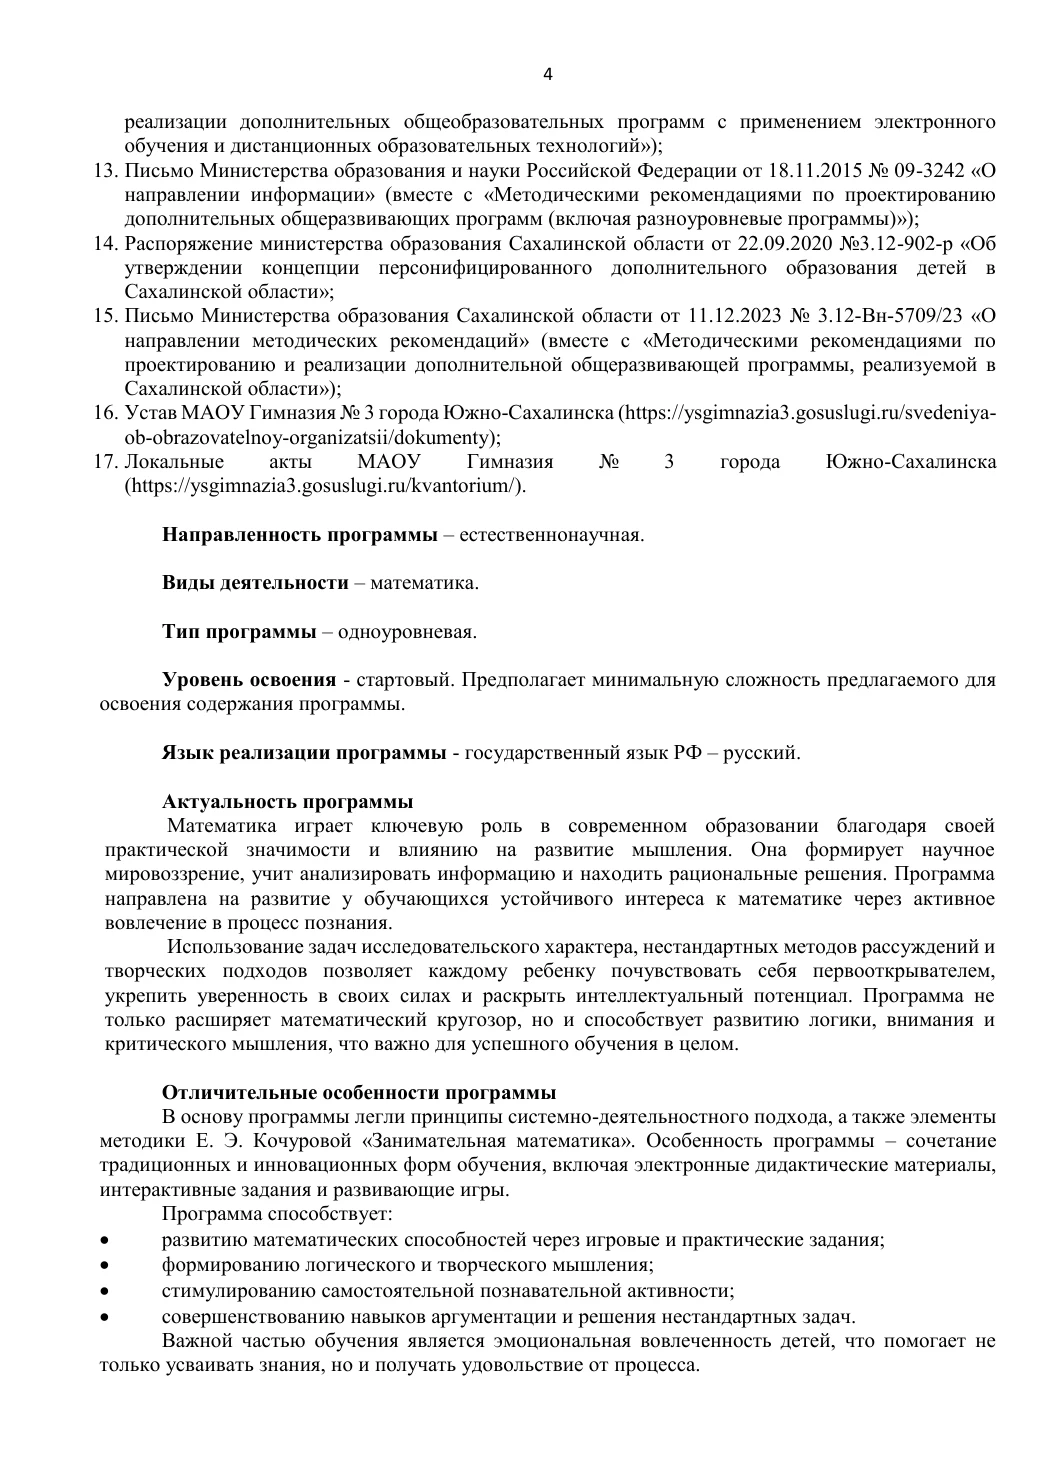 4
реализации дополнительных общеобразовательных программ с применением электронного
обучения и дистанционных образовательных технологий»);
13. Письмо Министерства образования и науки Российской Федерации от 18.11.2015 № 09-3242 «О
направлении информации» (вместе с «Методическими рекомендациями по проектированию
дополнительных общеразвивающих программ (включая разноуровневые программы)»);
14. Распоряжение министерства образования Сахалинской области от 22.09.2020 №3.12-902-р «Об
утверждении концепции персонифицированного дополнительного образования детей в
Сахалинской области»;
15. Письмо Министерства образования Сахалинской области от 11.12.2023 № 3.12-Вн-5709/23 «О
направлении методических рекомендаций» (вместе с «Методическими рекомендациями по
проектированию и реализации дополнительной общеразвивающей программы, реализуемой в
Сахалинской области»);
16. Устав МАОУ Гимназия № 3 города Южно-Сахалинска (https://ysgimnazia3.gosuslugi.ru/svedeniya-
ob-obrazovatelnoy-organizatsii/dokumenty);
17. Локальные акты МАОУ Гимназия № 3 города Южно-Сахалинска
(https://ysgimnazia3.gosuslugi.ru/kvantorium/).
Направленность программы – естественнонаучная.
Виды деятельности – математика.
Тип программы – одноуровневая.
Уровень освоения - стартовый. Предполагает минимальную сложность предлагаемого для
освоения содержания программы.
Язык реализации программы - государственный язык РФ – русский.
Актуальность программы
Математика играет ключевую роль в современном образовании благодаря своей
практической значимости и влиянию на развитие мышления. Она формирует научное
мировоззрение, учит анализировать информацию и находить рациональные решения. Программа
направлена на развитие у обучающихся устойчивого интереса к математике через активное
вовлечение в процесс познания.
Использование задач исследовательского характера, нестандартных методов рассуждений и
творческих подходов позволяет каждому ребенку почувствовать себя первооткрывателем,
укрепить уверенность в своих силах и раскрыть интеллектуальный потенциал. Программа не
только расширяет математический кругозор, но и способствует развитию логики, внимания и
критического мышления, что важно для успешного обучения в целом.
Отличительные особенности программы
В основу программы легли принципы системно-деятельностного подхода, а также элементы
методики Е. Э. Кочуровой «Занимательная математика». Особенность программы – сочетание
традиционных и инновационных форм обучения, включая электронные дидактические материалы,
интерактивные задания и развивающие игры.
Программа способствует:
• развитию математических способностей через игровые и практические задания;
• формированию логического и творческого мышления;
• стимулированию самостоятельной познавательной активности;
• совершенствованию навыков аргументации и решения нестандартных задач.
Важной частью обучения является эмоциональная вовлеченность детей, что помогает не
только усваивать знания, но и получать удовольствие от процесса.